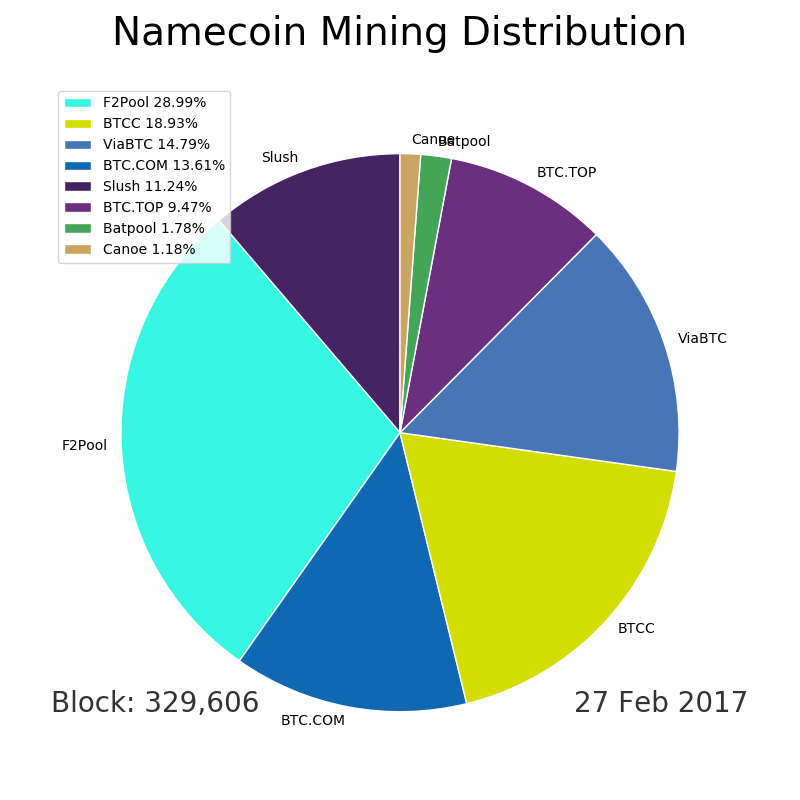 Namecoin Mining Distribution
F2Pool 28.99%
BTCC 18.93%
ViaBTC 14.79%
BTC.COM 13.61%
Slush 11.24%
BTC.TOP 9.47%
Batpool 1.78%
Canoe 1.18%
Canoe
Batpool
Slush
BTC.TOP
ViaBTC
F2Pool
BTCC
Block: 329,606
27 Feb 2017
BTC.COM